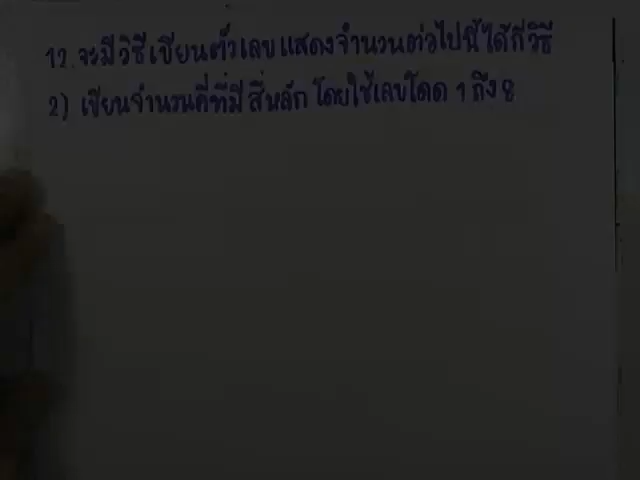 12. จะมีวิธีเขียนตัวเลขแสดงจำนวนต่อไปนี้ได้กี่วิธี
2) เขียนจำนวนคี่ที่มี สี่หลัก โดยใช้เลขโดด 1 ถึง 8